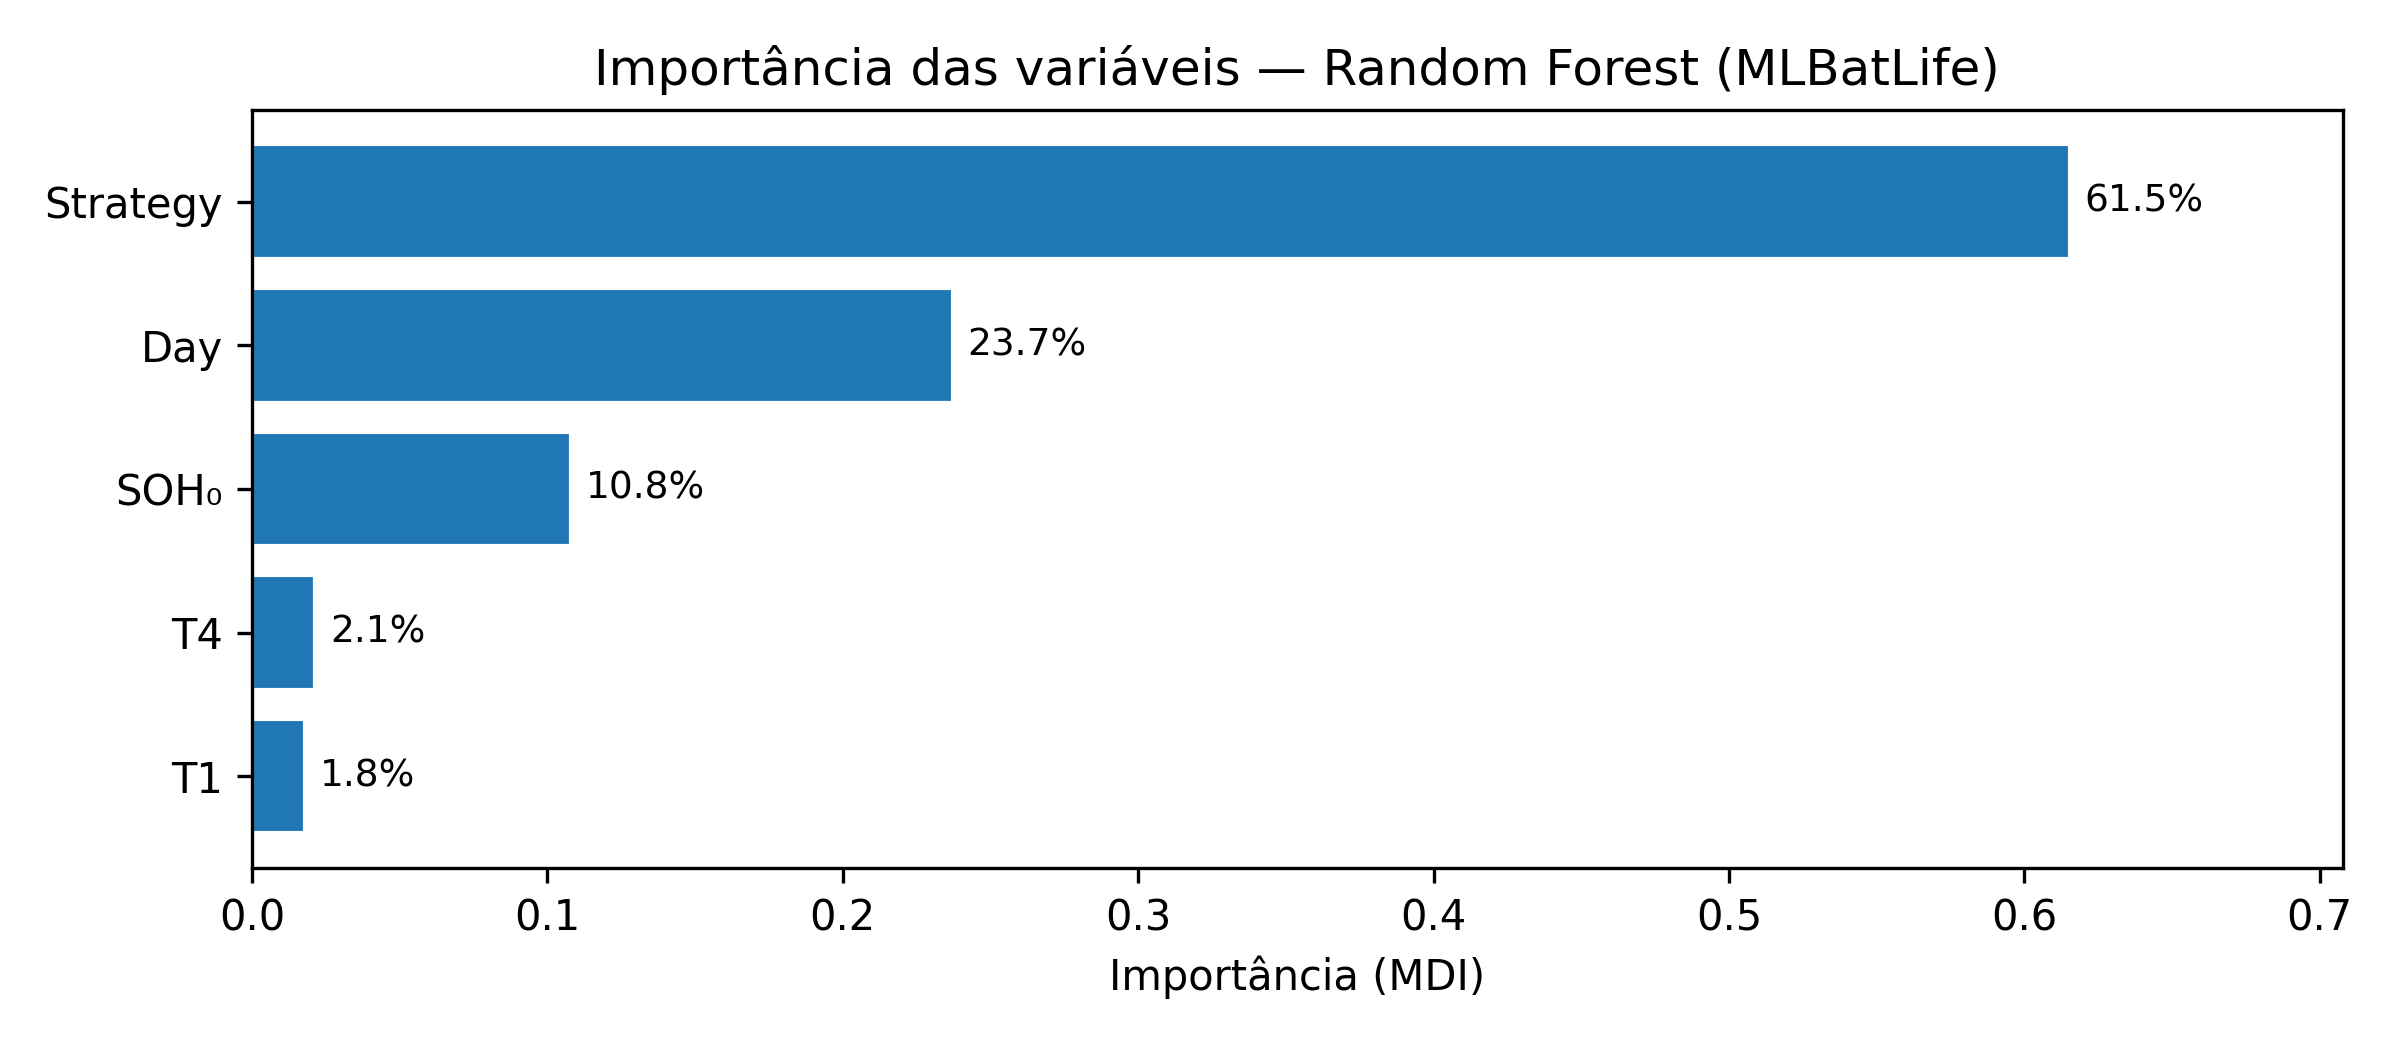 Importância das variáveis — Random Forest (MLBatLife)
Strategy
61.5%
Day
23.7%
SOH₀
10.8%
T4
2.1%
T1
1.8%
0.0 0.1 0.2 0.3 0.4 0.5 0.6 0.7
Importância (MDI)